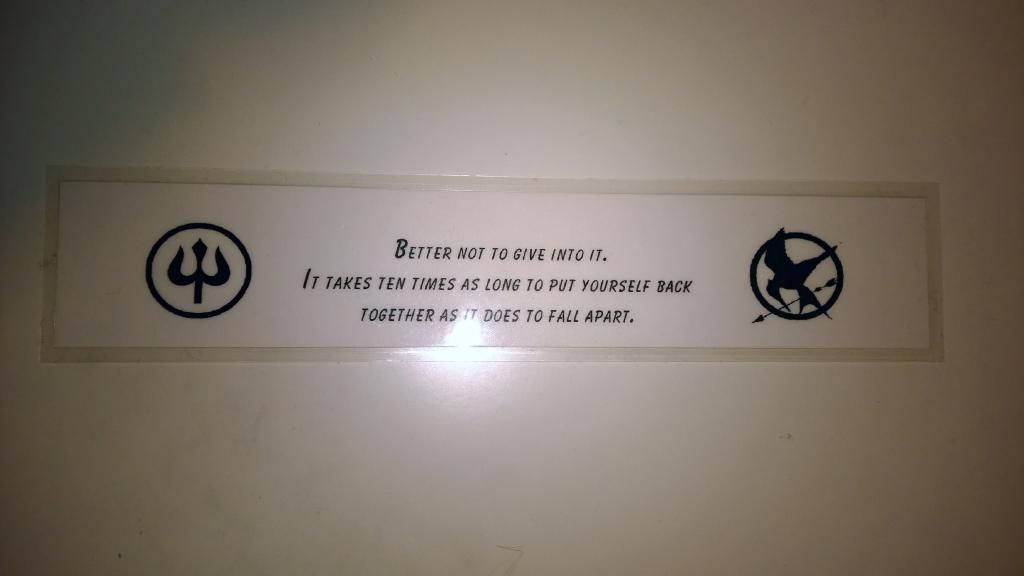 Better not to give into it.
It takes ten times as long to put yourself back
together as it does to fall apart.